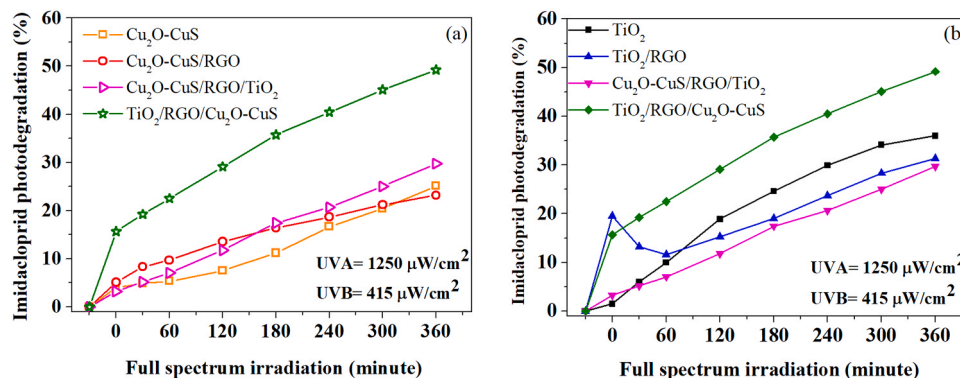 (a)
Cu₂O-CuS
Cu₂O-CuS/RGO
Cu₂O-CuS/RGO/TiO₂
TiO₂/RGO/Cu₂O-CuS
UVA= 1250 μW/cm²
UVB= 415 μW/cm²
60
50
40
30
20
10
0
0 60 120 180 240 300 360
Imidacloprid photodegradation (%)
Full spectrum irradiation (minute)
(b)
TiO₂
TiO₂/RGO
Cu₂O-CuS/RGO/TiO₂
TiO₂/RGO/Cu₂O-CuS
UVA= 1250 μW/cm²
UVB= 415 μW/cm²
60
50
40
30
20
10
0
0 60 120 180 240 300 360
Imidacloprid photodegradation (%)
Full spectrum irradiation (minute)